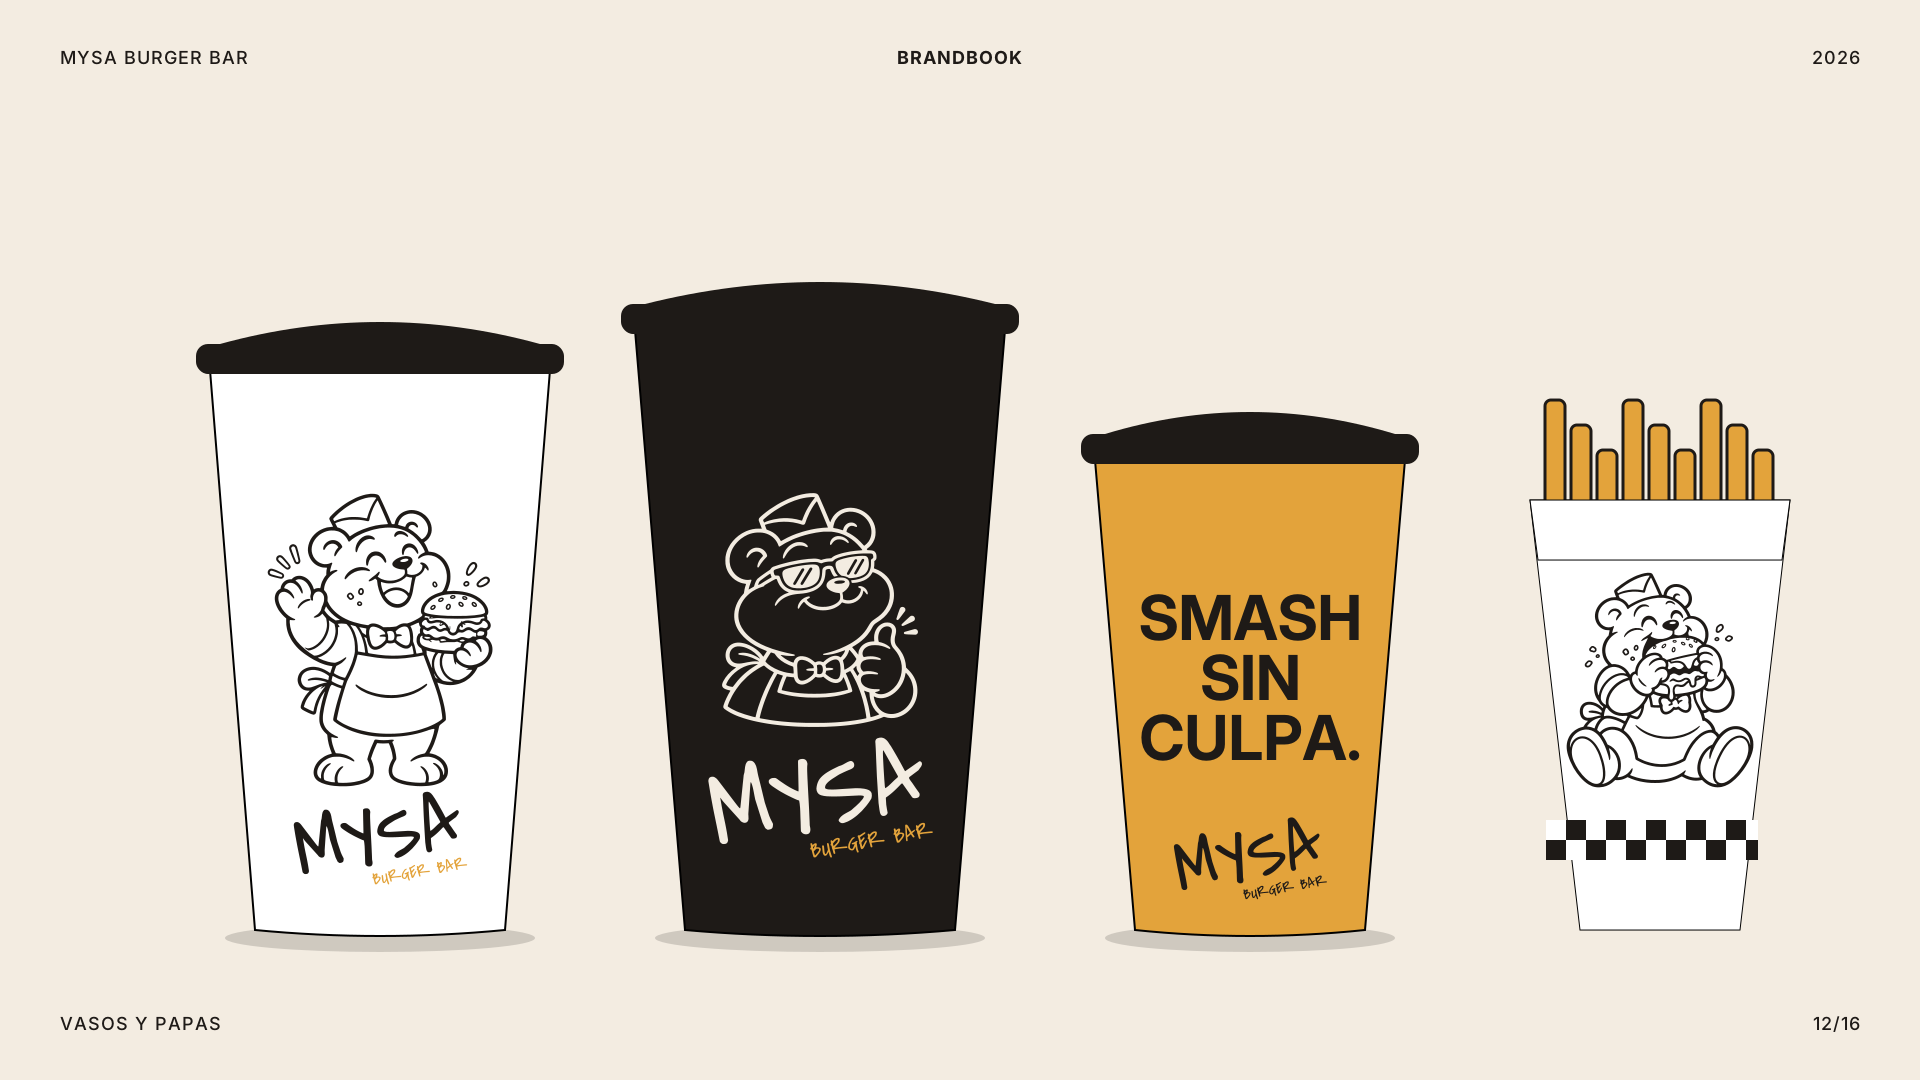 MYSA BURGER BAR
BRANDBOOK
2026
MYSA
BURGER BAR
MYSA
BURGER BAR
SMASH
SIN
CULPA.
MYSA
BURGER BAR
VASOS Y PAPAS
12/16